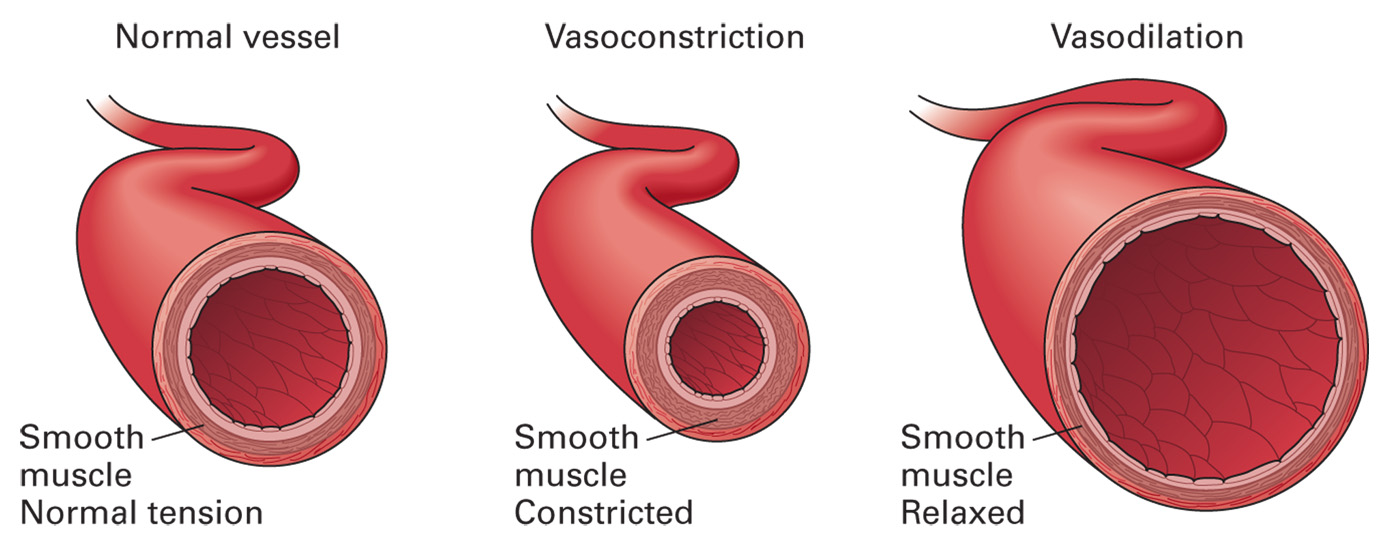 Normal vessel
Vasoconstriction
Vasodilation
Smooth
muscle
Normal tension
Smooth
muscle
Constricted
Smooth
muscle
Relaxed